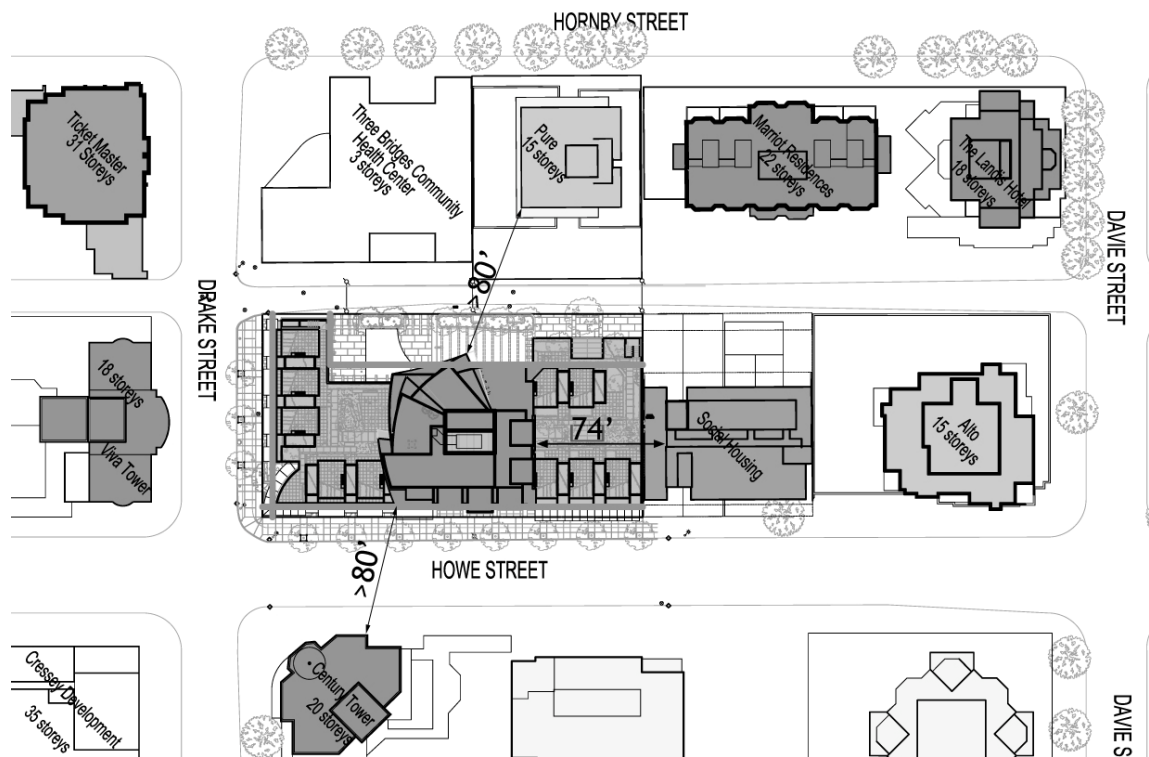 HORNBY STREET
Ticket Master
31 Storeys
Three Bridges Community
Health Center
3 storeys
Pure
15 storeys
Marriot Residences
22 storeys
The Landis Hotel
18 storeys
DAVIE STREET
>80'
DRAKE STREET
18 storeys
Viva Tower
74'
Social Housing
Alto
15 storeys
>80'
HOWE STREET
Cressey Development
35 storeys
Century Tower
20 storeys
DAVIE S